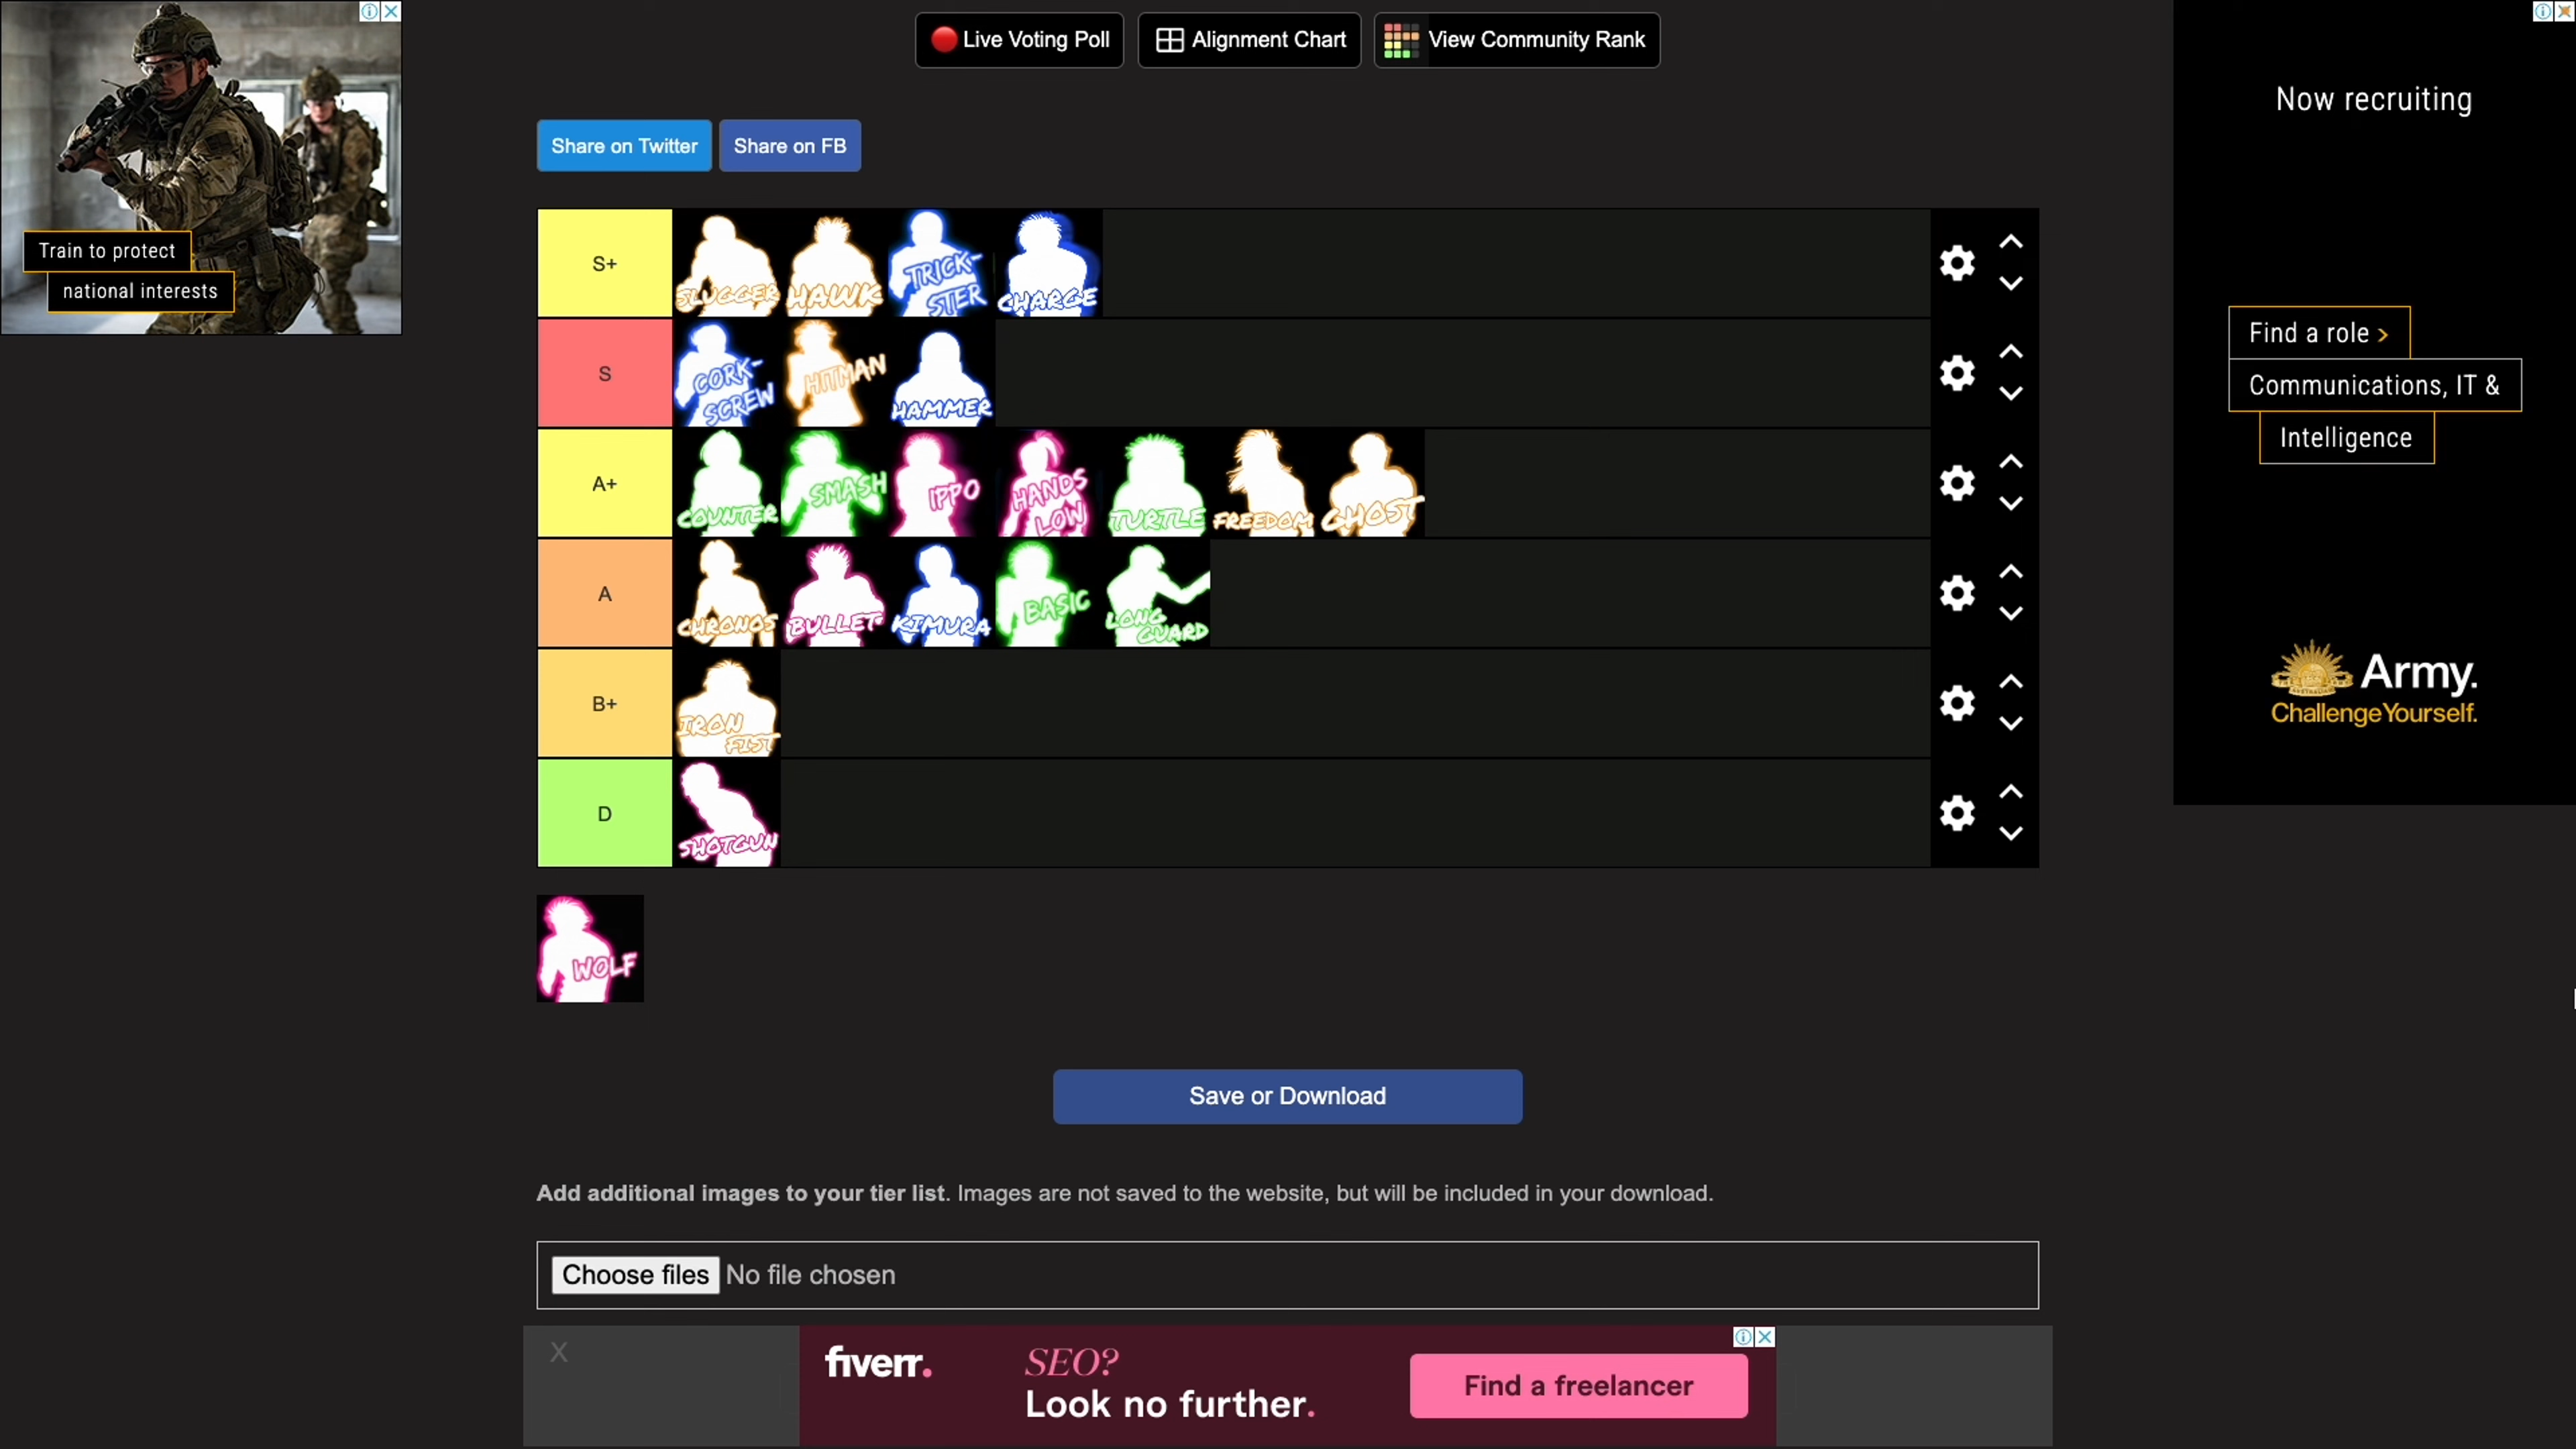 Live Voting Poll
Alignment Chart
View Community Rank
Train to protect
national interests
Now recruiting
Share on Twitter
Share on FB
S+
SLUGGER
HAWK
TRICK-
STER
CHARGE
Find a role >
Communications, IT &
Intelligence
S
CORK-
SCREW
HITMAN
HAMMER
A+
COUNTER
SMASH
IPPO
HANDS
LOW
TURTLE
FREEDOM
GHOST
A
CHRONOS
BULLET
KIMURA
BASIC
LONG
GUARD
Army.
ChallengeYourself.
B+
IRON
FIST
D
SHOTGUN
WOLF
Save or Download
Add additional images to your tier list. Images are not saved to the website, but will be included in your download.
Choose files No file chosen
X
fiverr.
SEO?
Look no further.
Find a freelancer